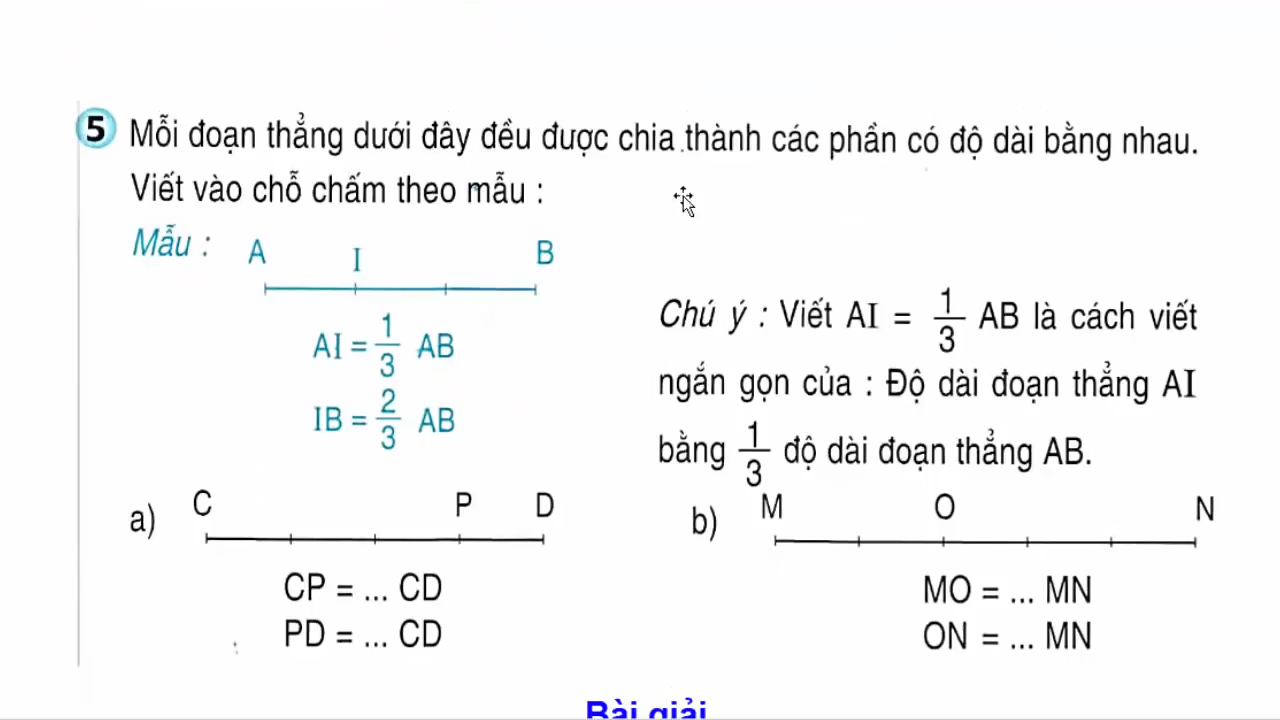 5 Mỗi đoạn thẳng dưới đây đều được chia thành các phần có độ dài bằng nhau.
Viết vào chỗ chấm theo mẫu :
Mẫu : A I B
AI = 1/3 AB
IB = 2/3 AB
Chú ý : Viết AI = 1/3 AB là cách viết
ngắn gọn của : Độ dài đoạn thẳng AI
bằng 1/3 độ dài đoạn thẳng AB.
a) C P D
CP = ... CD
PD = ... CD
b) M O N
MO = ... MN
ON = ... MN
Bài giải